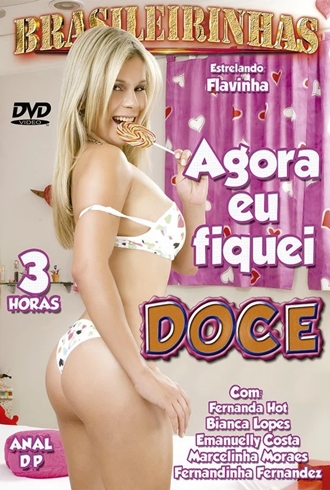 BRASILEIRINHAS
Estrelando
Flavinha
DVD
VIDEO
Agora
eu
fiquei
DOCE
3
HORAS
Com:
Fernanda Hot
Bianca Lopes
Emanuelly Costa
Marcelinha Moraes
Fernandinha Fernandez
ANAL
DP